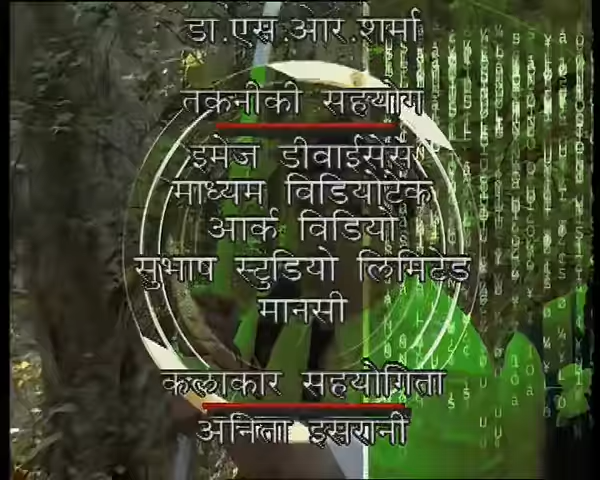 डा.एस.आर.शर्मा
तकनीकी सहयोग
इमेज डीवाईसेस
माध्यम विडियोटेक
आर्क विडियो
सुभाष स्टुडियो लिमिटेड
मानसी
कलाकार सहयोगिता
अनिता इसरानी